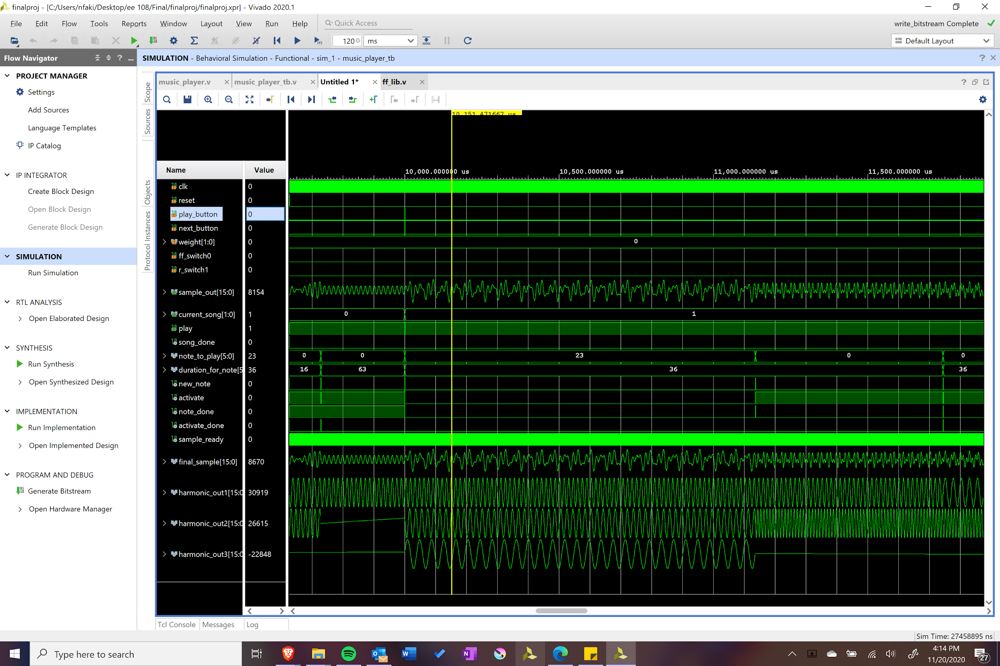 finalproj - [C:/Users/nfaki/Desktop/ee 108/Final/finalproj/finalproj.xpr] - Vivado 2020.1
File Edit Flow Tools Reports Window Layout View Run Help Quick Access write_bitstream Complete
120 ms Default Layout
Flow Navigator
SIMULATION - Behavioral Simulation - Functional - sim_1 - music_player_tb
PROJECT MANAGER
Settings
Add Sources
Language Templates
IP Catalog
IP INTEGRATOR
Create Block Design
Open Block Design
Generate Block Design
SIMULATION
Run Simulation
RTL ANALYSIS
Open Elaborated Design
SYNTHESIS
Run Synthesis
Open Synthesized Design
IMPLEMENTATION
Run Implementation
Open Implemented Design
PROGRAM AND DEBUG
Generate Bitstream
Open Hardware Manager
Scope
Sources
Objects
Protocol Instances
music_player.v music_player_tb.v Untitled 1* ff_lib.v
10,151.471667 us
Name Value
10,000.000000 us 10,500.000000 us 11,000.000000 us 11,500.000000 us
clk 0
reset 0
play_button 0
next_button 0
weight[1:0] 0 0
ff_switch0 0
r_switch1 0
sample_out[15:0] 8154
current_song[1:0] 1 0 1
play 1
song_done 0
note_to_play[5:0] 23 0 0 23 0 0
duration_for_note[5 36 16 63 36 36
new_note 0
activate 0
note_done 0
activate_done 0
sample_ready 0
final_sample[15:0] 8670
harmonic_out1[15:0 30919
harmonic_out2[15:0 26615
harmonic_out3[15:0 -22848
Tcl Console Messages Log
Sim Time: 27458895 ns
Type here to search
4:14 PM
11/20/2020
27